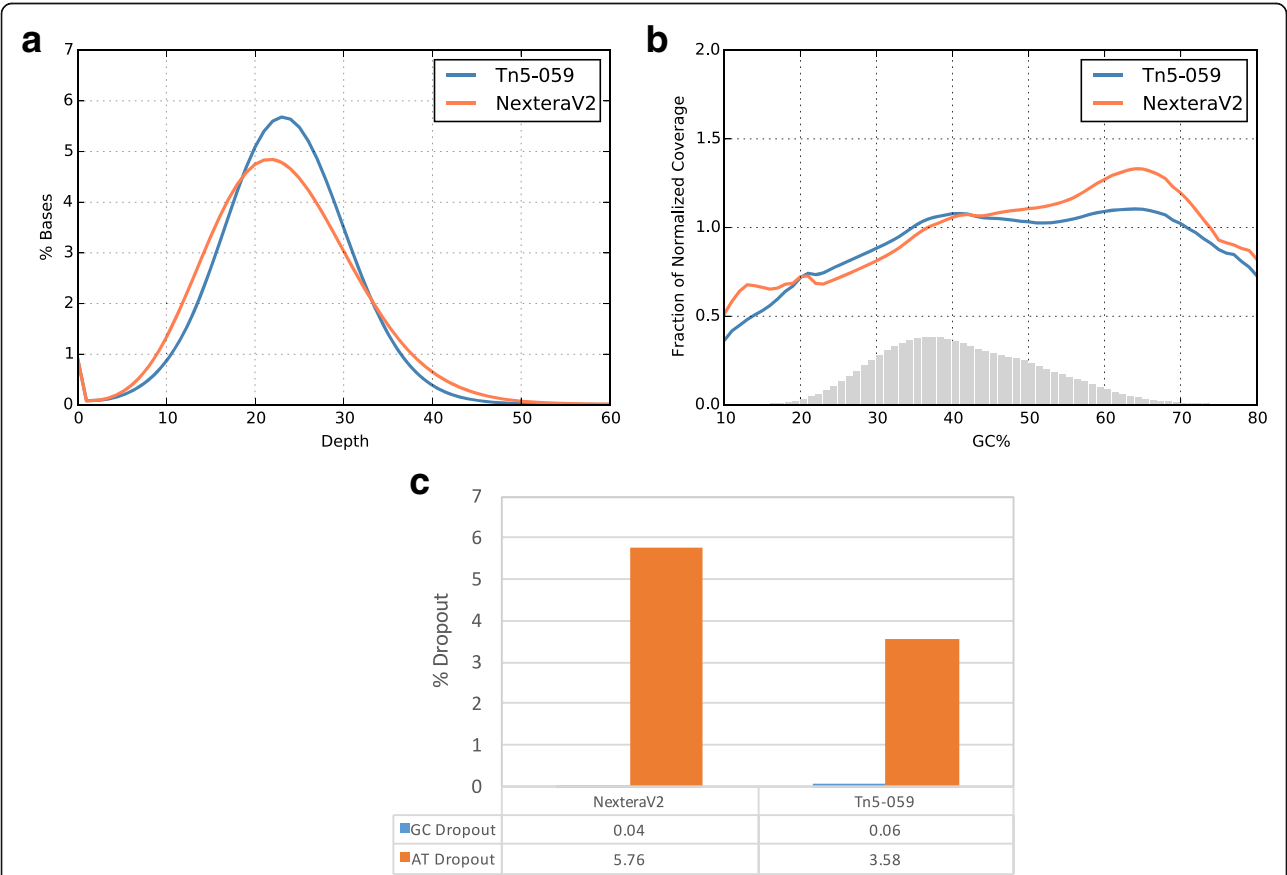 a
7
6
5
4
3
2
1
0
% Bases
0 10 20 30 40 50 60
Depth
Tn5-059
NexteraV2
b
2.0
1.5
1.0
0.5
0.0
Fraction of Normalized Coverage
10 20 30 40 50 60 70 80
GC%
Tn5-059
NexteraV2
c
7
6
5
4
3
2
1
0
% Dropout
NexteraV2 Tn5-059
GC Dropout 0.04 0.06
AT Dropout 5.76 3.58